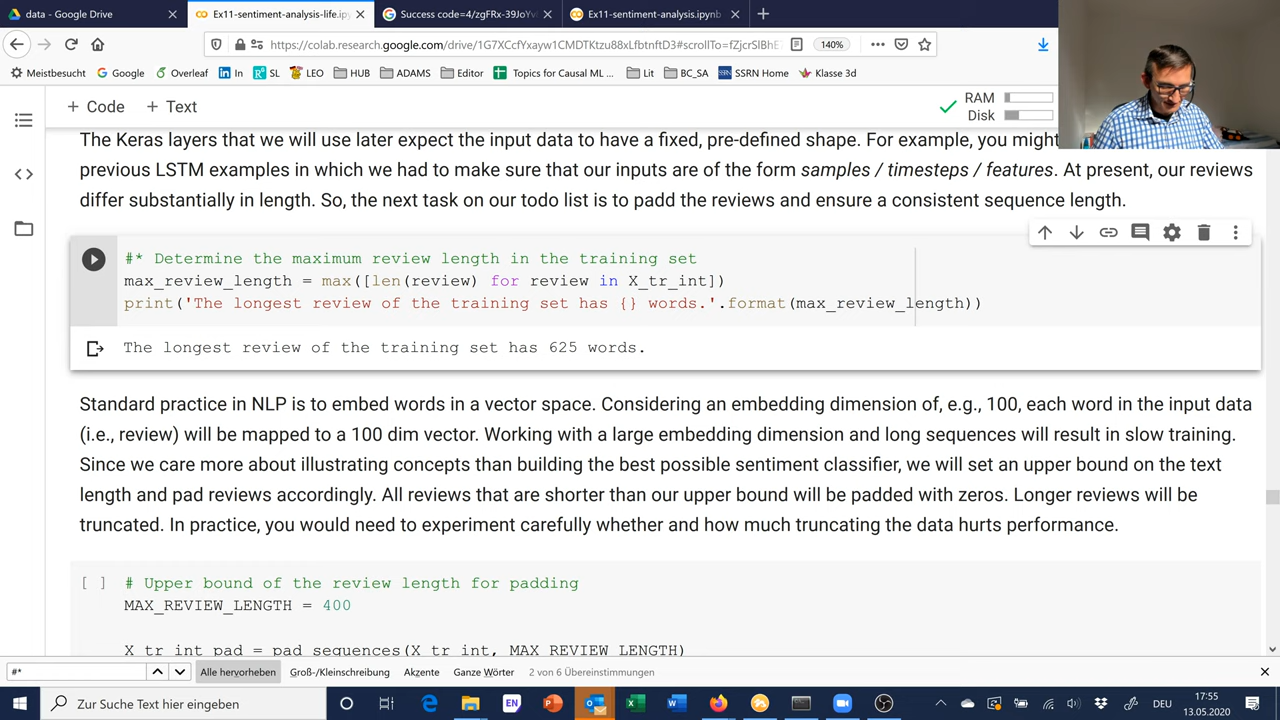 data - Google Drive
Ex11-sentiment-analysis-life.ipy
Success code=4/zgFRx-39JoYv
Ex11-sentiment-analysis.ipynb
https://colab.research.google.com/drive/1G7XCcfYxayw1CMDTKtzu88xLfbtnftD3#scrollTo=fZjcrSlBhE
140%
Meistbesucht
Google
Overleaf
In
SL
LEO
HUB
ADAMS
Editor
Topics for Causal ML ...
Lit
BC_SA
SSRN Home
Klasse 3d
+ Code + Text
RAM
Disk
The Keras layers that we will use later expect the input data to have a fixed, pre-defined shape. For example, you might
previous LSTM examples in which we had to make sure that our inputs are of the form samples / timesteps / features. At present, our reviews
differ substantially in length. So, the next task on our todo list is to padd the reviews and ensure a consistent sequence length.
#* Determine the maximum review length in the training set
max_review_length = max([len(review) for review in X_tr_int])
print('The longest review of the training set has {} words.'.format(max_review_length))
The longest review of the training set has 625 words.
Standard practice in NLP is to embed words in a vector space. Considering an embedding dimension of, e.g., 100, each word in the input data
(i.e., review) will be mapped to a 100 dim vector. Working with a large embedding dimension and long sequences will result in slow training.
Since we care more about illustrating concepts than building the best possible sentiment classifier, we will set an upper bound on the text
length and pad reviews accordingly. All reviews that are shorter than our upper bound will be padded with zeros. Longer reviews will be
truncated. In practice, you would need to experiment carefully whether and how much truncating the data hurts performance.
[ ] # Upper bound of the review length for padding
MAX_REVIEW_LENGTH = 400
X_tr_int_pad = pad_sequences(X_tr_int, MAX_REVIEW_LENGTH)
#*
Alle hervorheben
Groß-/Kleinschreibung
Akzente
Ganze Wörter
2 von 6 Übereinstimmungen
Zur Suche Text hier eingeben
EN
DEU
17:55
13.05.2020